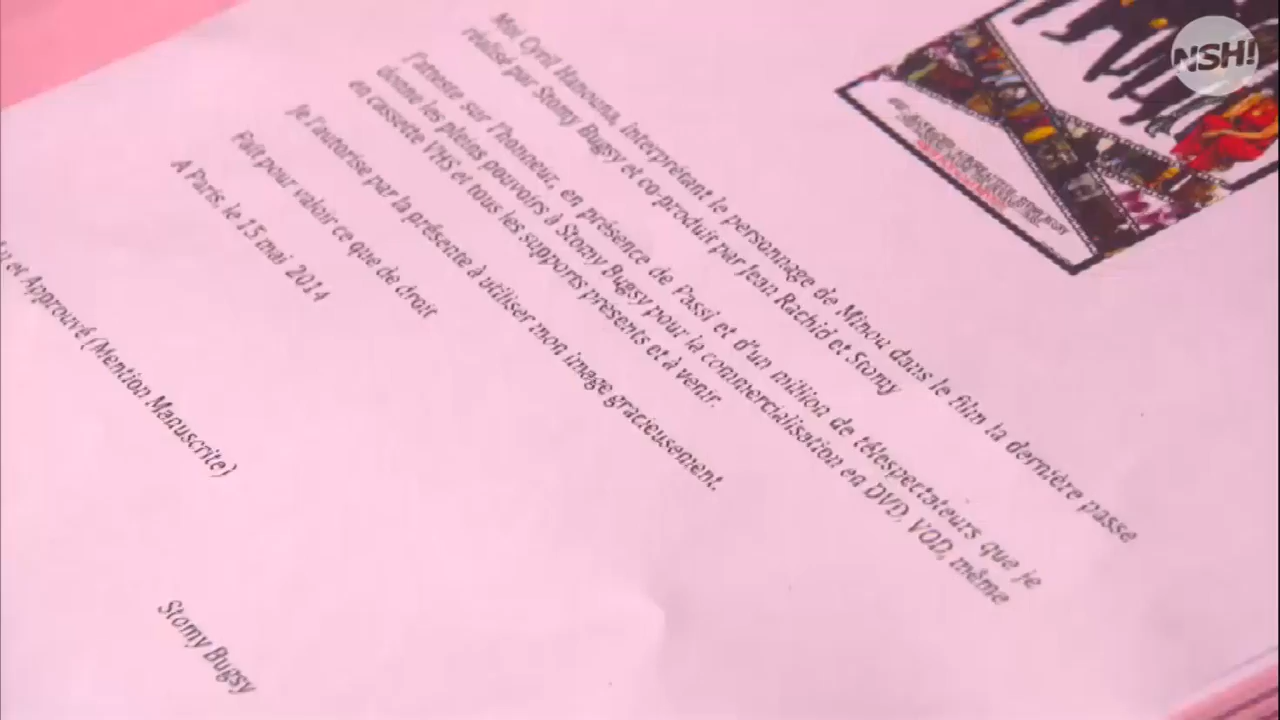 NSH!
Moi Cyril Hanouna, interprétant le personnage de Minou dans le film la dernière passe
réalisé par Stomy Bugsy et co-produit par Jean Rachid et Stomy
J'atteste sur l'honneur, en présence de Passi et d'un million de téléspectateurs que je
donne les pleins pouvoirs à Stomy Bugsy pour la commercialisation en DVD, VOD, même
en cassette VHS et tous les supports présents et à venir.
Je l'autorise par la présente à utiliser mon image gracieusement.
Fait pour valoir ce que de droit
A Paris, le 15 mai 2014
Lu et Approuvé (Mention Manuscrite)
Stomy Bugsy